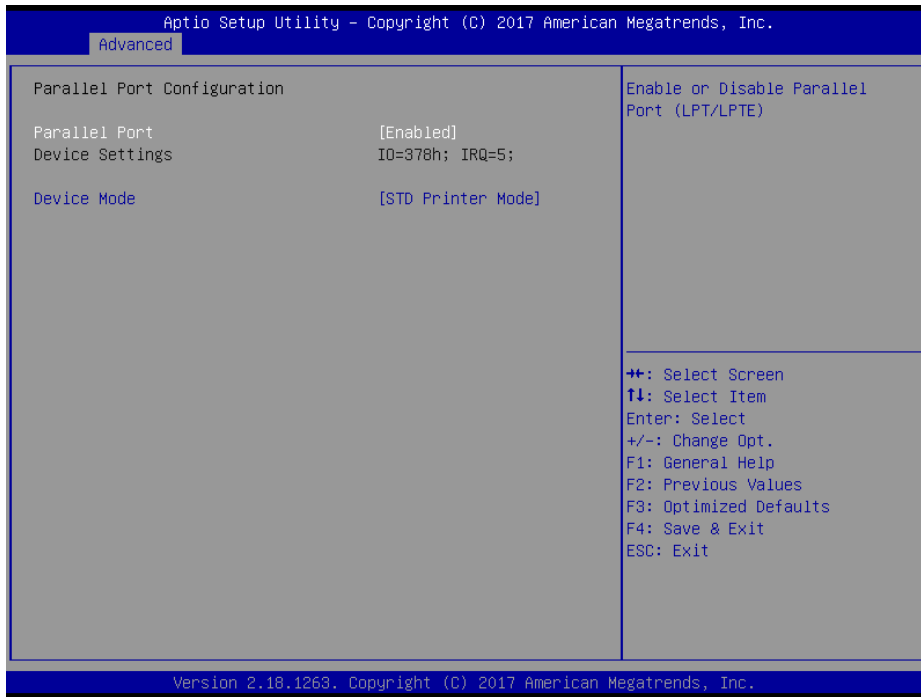 Aptio Setup Utility – Copyright (C) 2017 American Megatrends, Inc.
Advanced
Parallel Port Configuration
Parallel Port [Enabled]
Device Settings IO=378h; IRQ=5;
Device Mode [STD Printer Mode]
Enable or Disable Parallel
Port (LPT/LPTE)
→←: Select Screen
↑↓: Select Item
Enter: Select
+/-: Change Opt.
F1: General Help
F2: Previous Values
F3: Optimized Defaults
F4: Save & Exit
ESC: Exit
Version 2.18.1263. Copyright (C) 2017 American Megatrends, Inc.